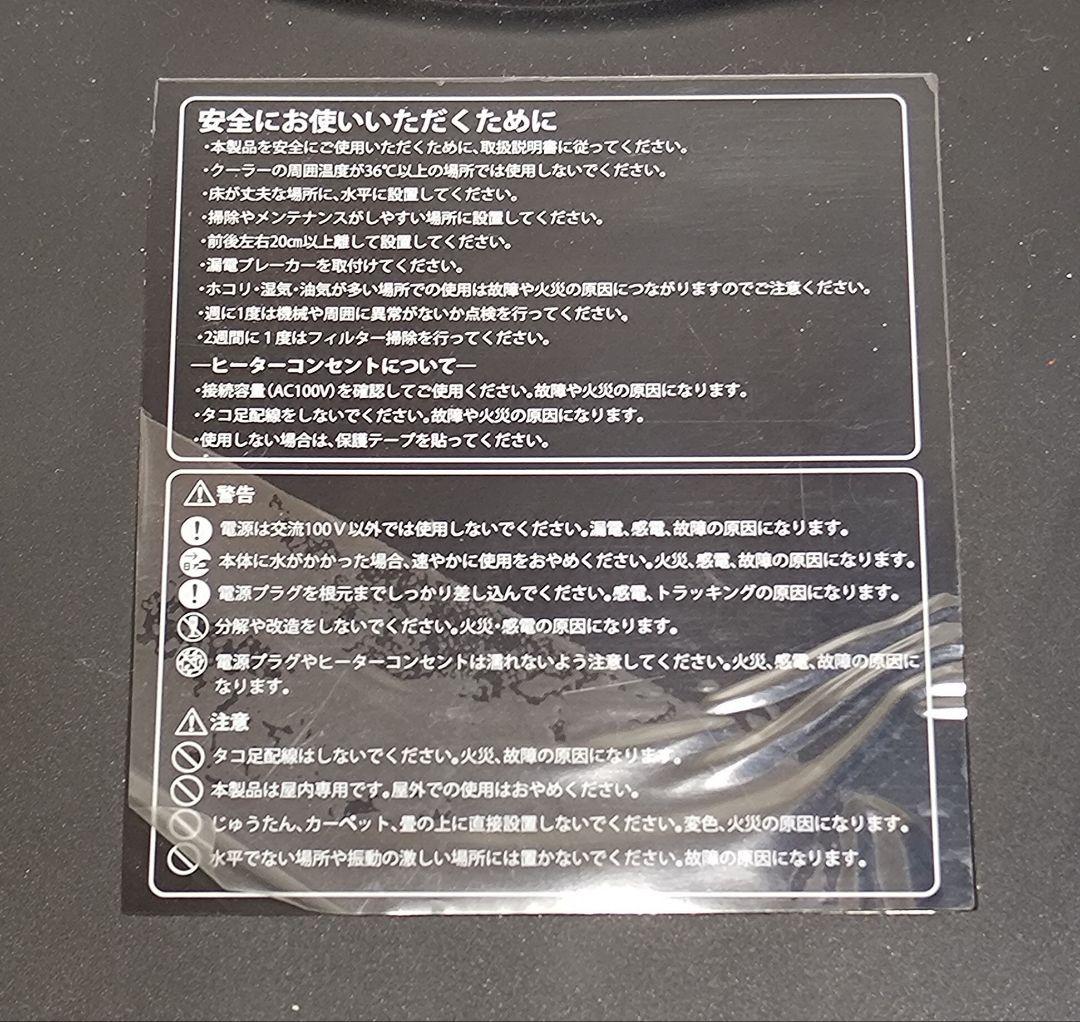 安全にお使いいただくために
・本製品を安全にご使用いただくために、取扱説明書に従ってください。
・クーラーの周囲温度が36℃以上の場所では使用しないでください。
・床が丈夫な場所に、水平に設置してください。
・掃除やメンテナンスがしやすい場所に設置してください。
・前後左右20㎝以上離して設置してください。
・漏電ブレーカーを取付けてください。
・ホコリ・湿気・油気が多い場所での使用は故障や火災の原因につながりますのでご注意ください。
・週に1度は機械や周囲に異常がないか点検を行ってください。
・2週間に１度はフィルター掃除を行ってください。
―ヒーターコンセントについて―
・接続容量(AC100V)を確認してご使用ください。故障や火災の原因になります。
・タコ足配線をしないでください。故障や火災の原因になります。
・使用しない場合は、保護テープを貼ってください。
警告
電源は交流100Ｖ以外では使用しないでください。漏電、感電、故障の原因になります。
本体に水がかかった場合、速やかに使用をおやめください。火災、感電、故障の原因になります。
電源プラグを根元までしっかり差し込んでください。感電、トラッキングの原因になります。
分解や改造をしないでください。火災・感電の原因になります。
電源プラグやヒーターコンセントは濡れないよう注意してください。火災、感電、故障の原因に
なります。
注意
タコ足配線はしないでください。火災、故障の原因になります。
本製品は屋内専用です。屋外での使用はおやめください。
じゅうたん、カーペット、畳の上に直接設置しないでください。変色、火災の原因になります。
水平でない場所や振動の激しい場所には置かないでください。故障の原因になります。